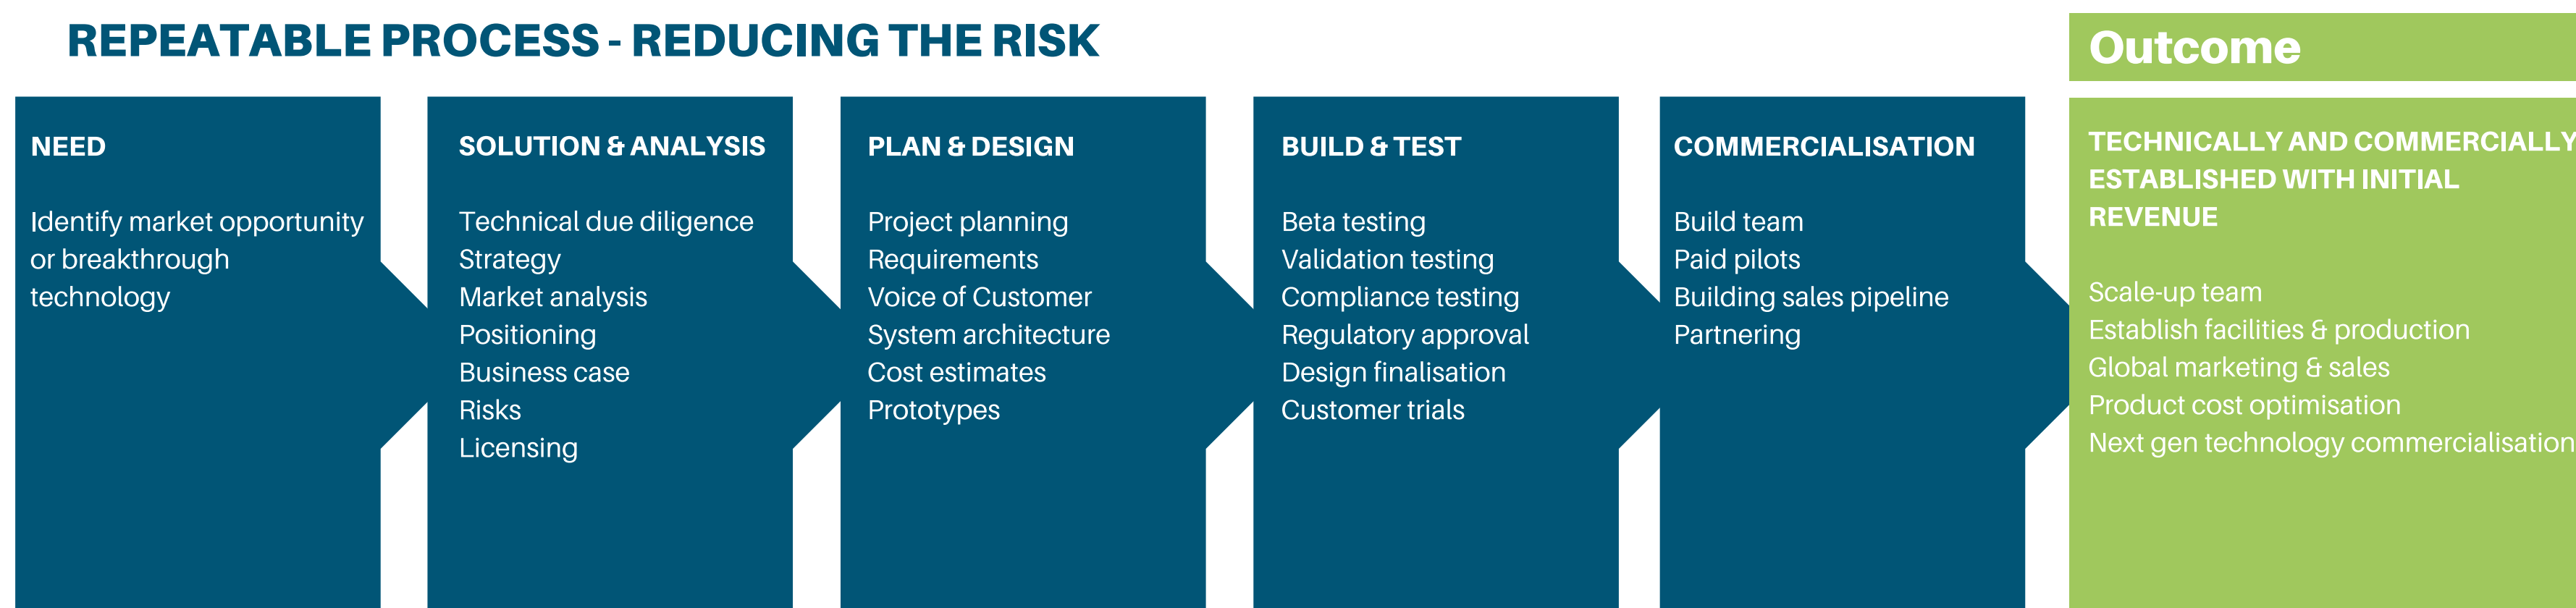 REPEATABLE PROCESS - REDUCING THE RISK
Outcome
NEED
Identify market opportunity
or breakthrough
technology
SOLUTION & ANALYSIS
Technical due diligence
Strategy
Market analysis
Positioning
Business case
Risks
Licensing
PLAN & DESIGN
Project planning
Requirements
Voice of Customer
System architecture
Cost estimates
Prototypes
BUILD & TEST
Beta testing
Validation testing
Compliance testing
Regulatory approval
Design finalisation
Customer trials
COMMERCIALISATION
Build team
Paid pilots
Building sales pipeline
Partnering
TECHNICALLY AND COMMERCIALLY
ESTABLISHED WITH INITIAL
REVENUE
Scale-up team
Establish facilities & production
Global marketing & sales
Product cost optimisation
Next gen technology commercialisation